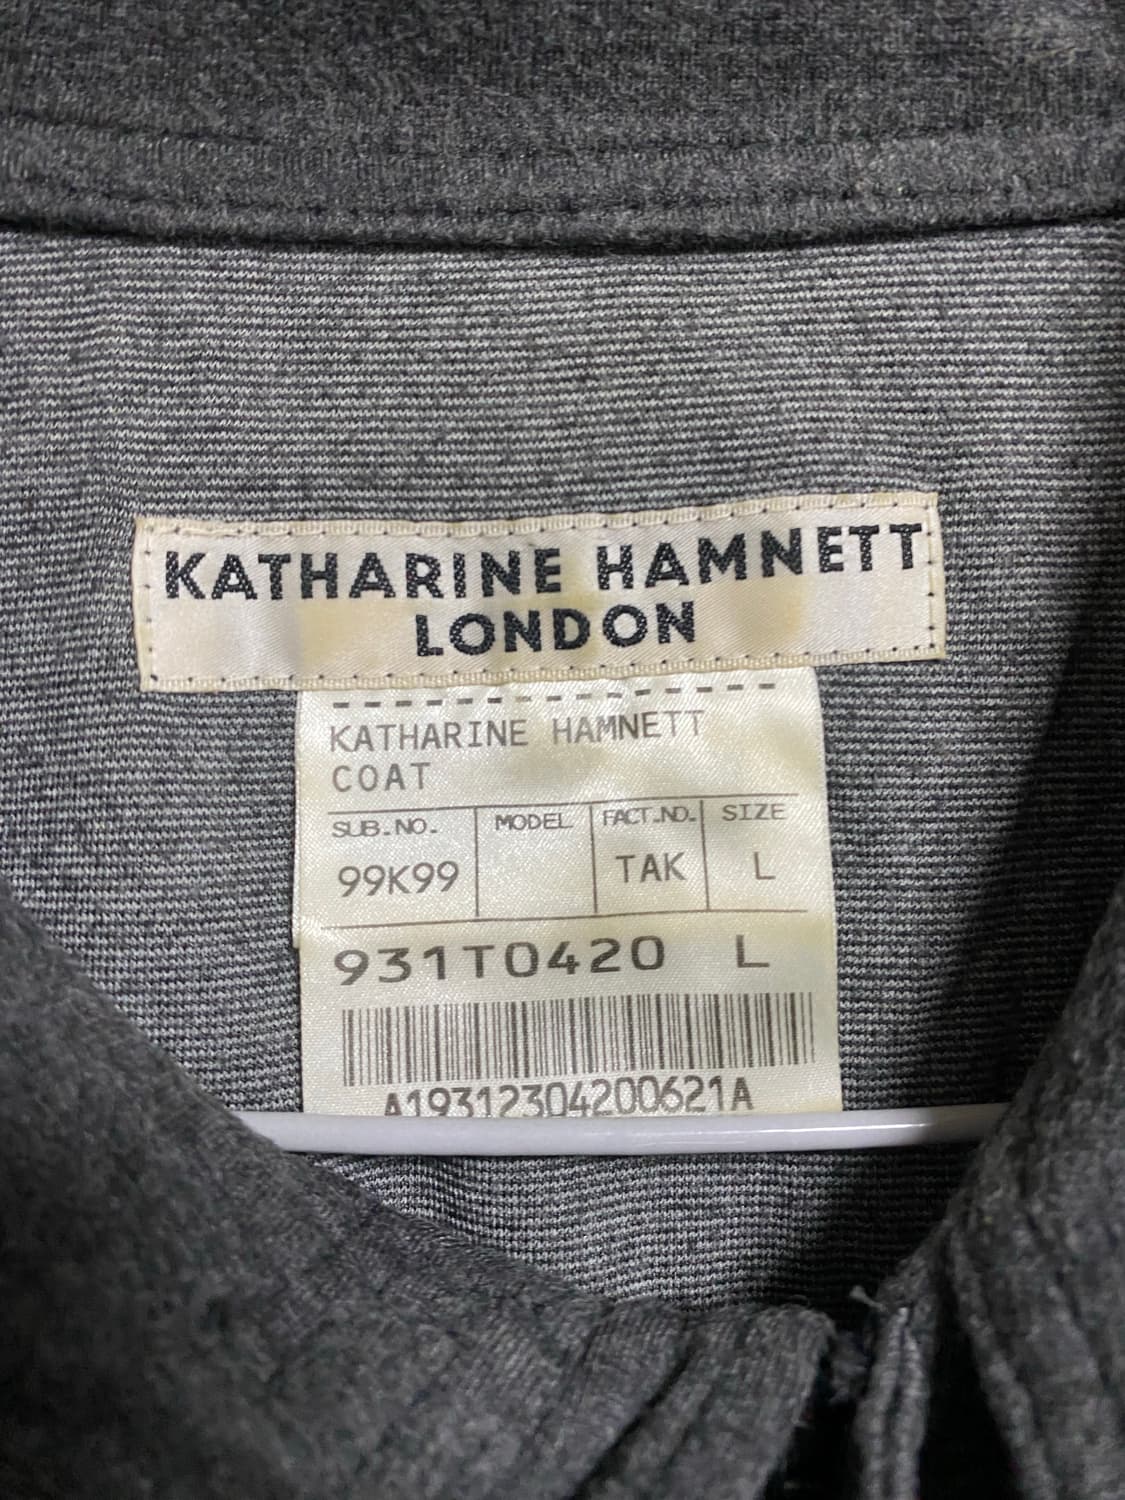 KATHARINE HAMNETT
LONDON
KATHARINE HAMNETT
COAT
SUB.NO. MODEL FACT.NO. SIZE
99K99 TAK L
931T0420 L
A19312304200621A